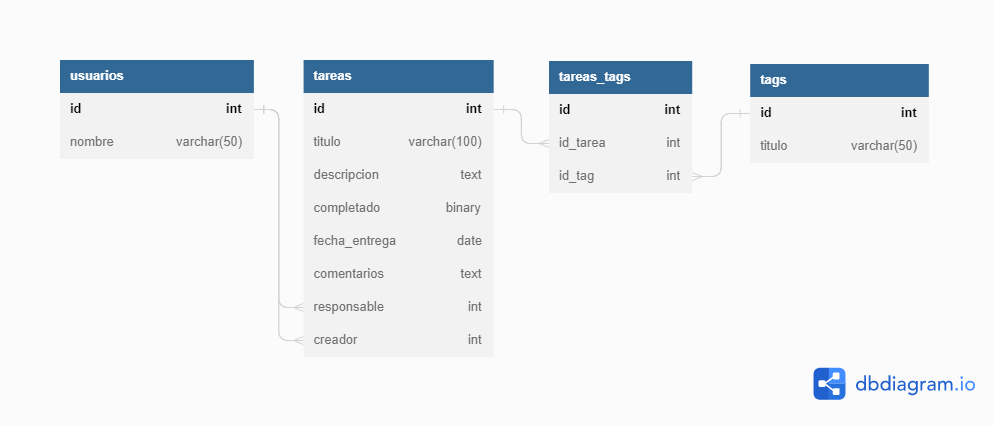 usuarios
id int
nombre varchar(50)
tareas
id int
titulo varchar(100)
descripcion text
completado binary
fecha_entrega date
comentarios text
responsable int
creador int
tareas_tags
id int
id_tarea int
id_tag int
tags
id int
titulo varchar(50)
dbdiagram.io